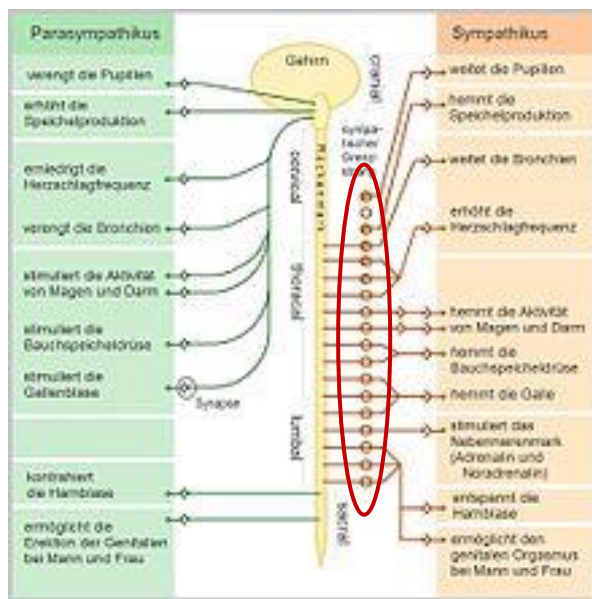 Parasympathikus
verengt die Pupillen
erhöht die
Speichelproduktion
erniedrigt die
Herzschlagfrequenz
verengt die Bronchien
stimuliert die Aktivität
von Magen und Darm
stimuliert die
Bauchspeicheldrüse
stimuliert die
Gallenblase
kontrahiert
die Harnblase
ermöglicht die
Erektion der Genitalien
bei Mann und Frau
Gehirn
Rückenmark
Synapse
cranial
cervical
thoracal
lumbal
sacral
sympa-
tischer
Grenz-
Sympathikus
weitet die Pupillen
hemmt die
Speichelproduktion
weitet die Bronchien
erhöht die
Herzschlagfrequenz
hemmt die Aktivität
von Magen und Darm
hemmt die
Bauchspeicheldrüse
hemmt die Galle
stimuliert das
Nebennierenmark
(Adrenalin und
Noradrenalin)
entspannt die
Harnblase
ermöglicht den
genitalen Orgasmus
bei Mann und Frau